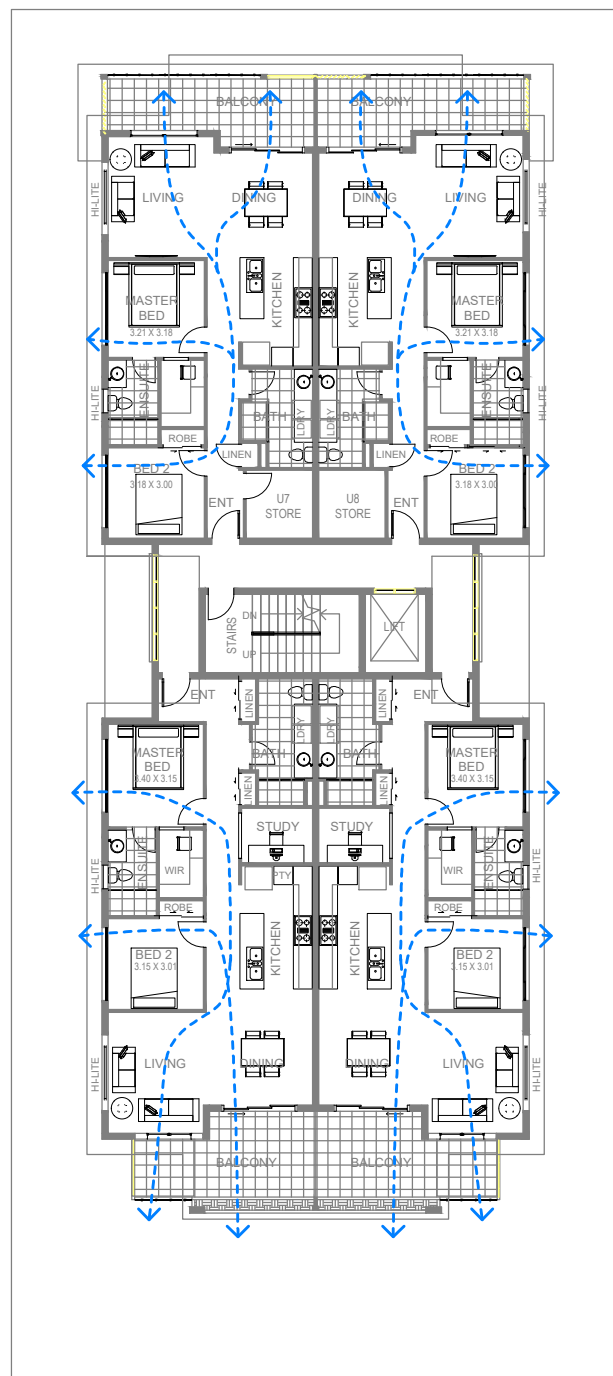 BALCONY
BALCONY
LIVING
DINING
DINING
LIVING
HI-LITE
HI-LITE
KITCHEN
KITCHEN
MASTER
BED
3.21 X 3.18
MASTER
BED
3.21 X 3.18
HI-LITE
ENSUITE
ENSUITE
HI-LITE
BATH
LDRY
LDRY
BATH
ROBE
ROBE
LINEN
LINEN
BED 2
3.18 X 3.00
BED 2
3.18 X 3.00
ENT
U7
STORE
U8
STORE
ENT
STAIRS
DN
UP
LIFT
ENT
LINEN
LINEN
ENT
LDRY
LDRY
MASTER
BED
3.40 X 3.15
BATH
BATH
MASTER
BED
3.40 X 3.15
LINEN
LINEN
STUDY
STUDY
HI-LITE
ENSUITE
WIR
WIR
ENSUITE
HI-LITE
PTY
ROBE
ROBE
KITCHEN
KITCHEN
BED 2
3.15 X 3.01
BED 2
3.15 X 3.01
LIVING
DINING
DINING
LIVING
HI-LITE
HI-LITE
BALCONY
BALCONY